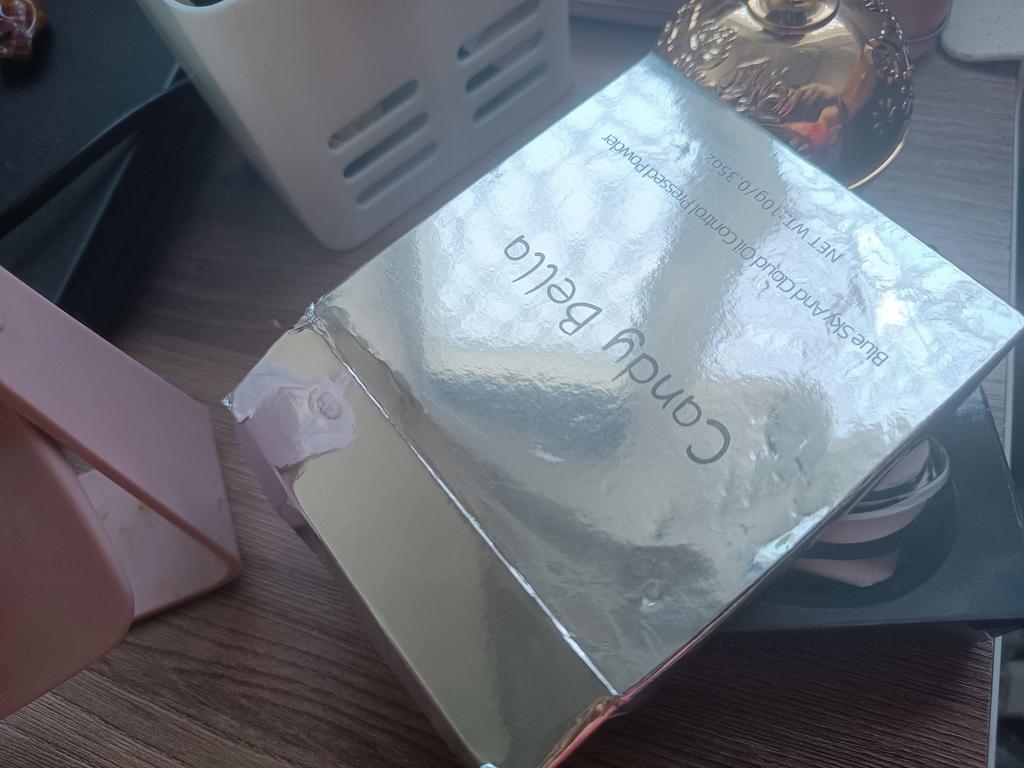 Candy Bella
Blue Sky And Cloud Oil Control Pressed Powder
NET WT: 10g/0.35oz